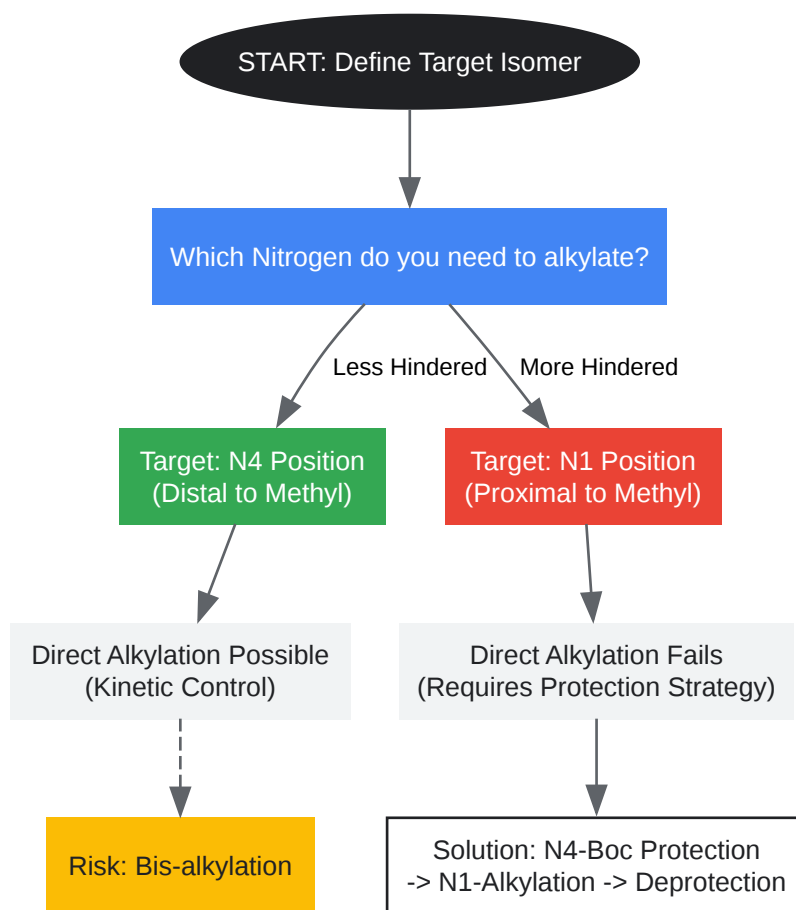 START: Define Target Isomer
Which Nitrogen do you need to alkylate?
Less Hindered
More Hindered
Target: N4 Position
(Distal to Methyl)
Target: N1 Position
(Proximal to Methyl)
Direct Alkylation Possible
(Kinetic Control)
Direct Alkylation Fails
(Requires Protection Strategy)
Risk: Bis-alkylation
Solution: N4-Boc Protection
-> N1-Alkylation -> Deprotection